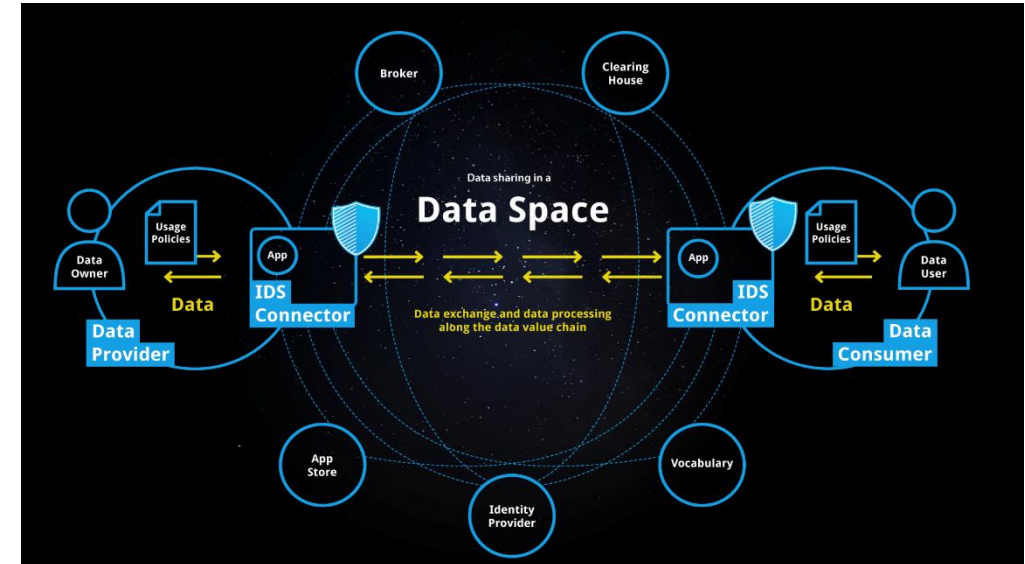 Broker
Clearing
House
Data sharing in a
Data Space
Usage
Policies
Data
Owner
App
Data
IDS
Connector
Data
Provider
Data exchange and data processing
along the data value chain
App
IDS
Connector
Usage
Policies
Data
User
Data
Data
Consumer
App
Store
Identity
Provider
Vocabulary